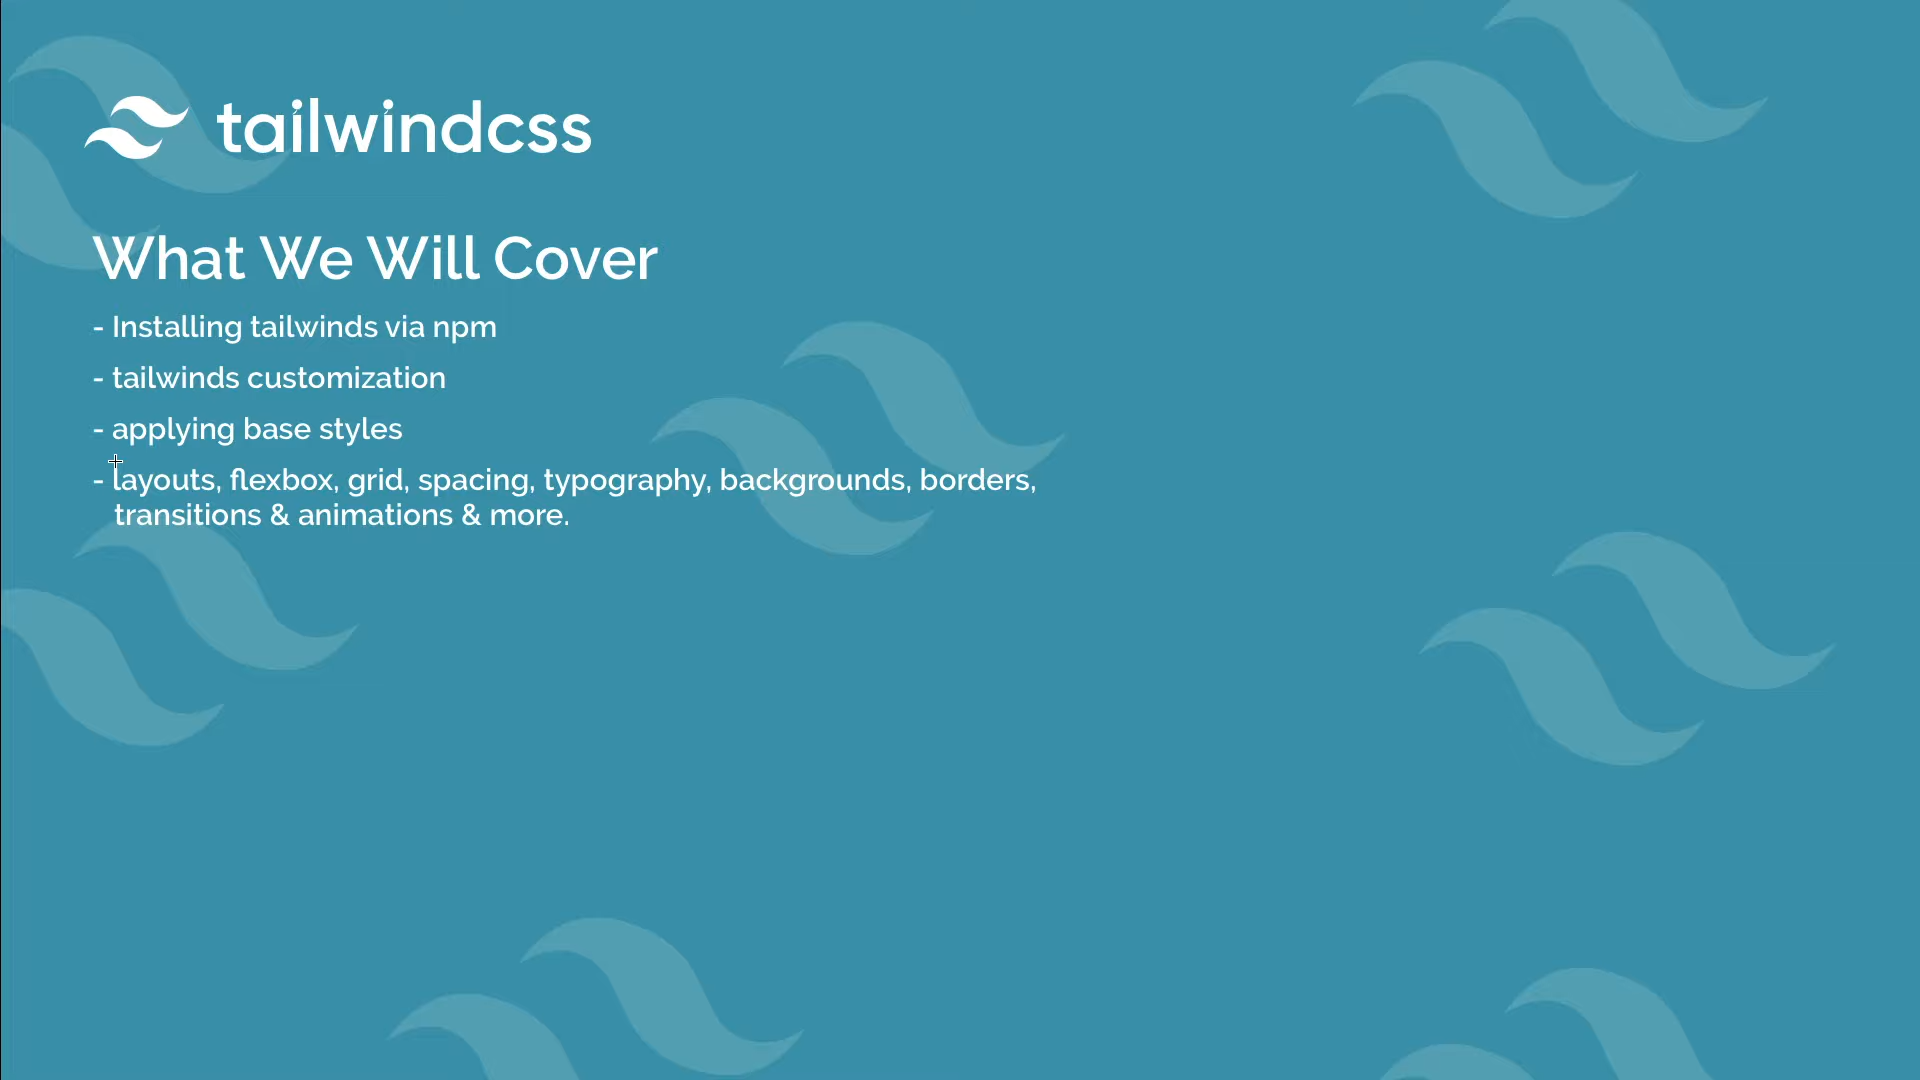 tailwindcss
What We Will Cover
- Installing tailwinds via npm
- tailwinds customization
- applying base styles
- layouts, flexbox, grid, spacing, typography, backgrounds, borders,
transitions & animations & more.